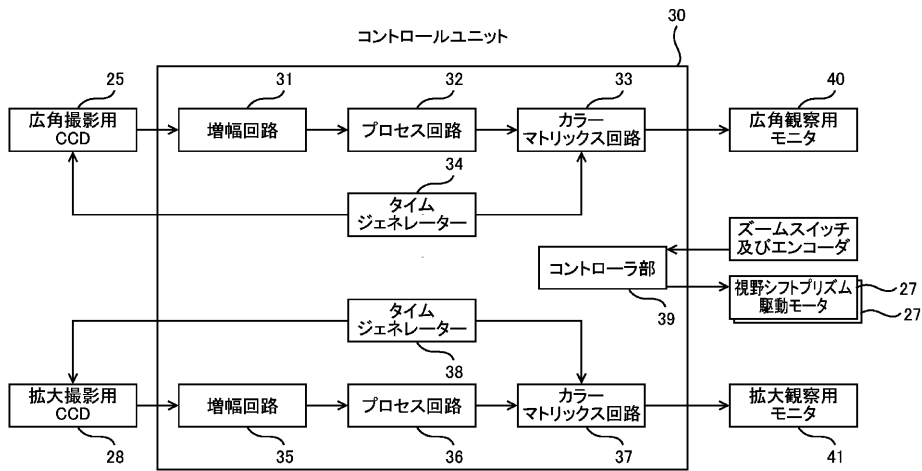 コントロールユニット
30
25
広角撮影用
CCD
31
増幅回路
32
プロセス回路
33
カラー
マトリックス回路
40
広角観察用
モニタ
34
タイム
ジェネレーター
ズームスイッチ
及びエンコーダ
コントローラ部
39
視野シフトプリズム
駆動モータ
27
27
タイム
ジェネレーター
38
拡大撮影用
CCD
28
増幅回路
35
プロセス回路
36
カラー
マトリックス回路
37
拡大観察用
モニタ
41